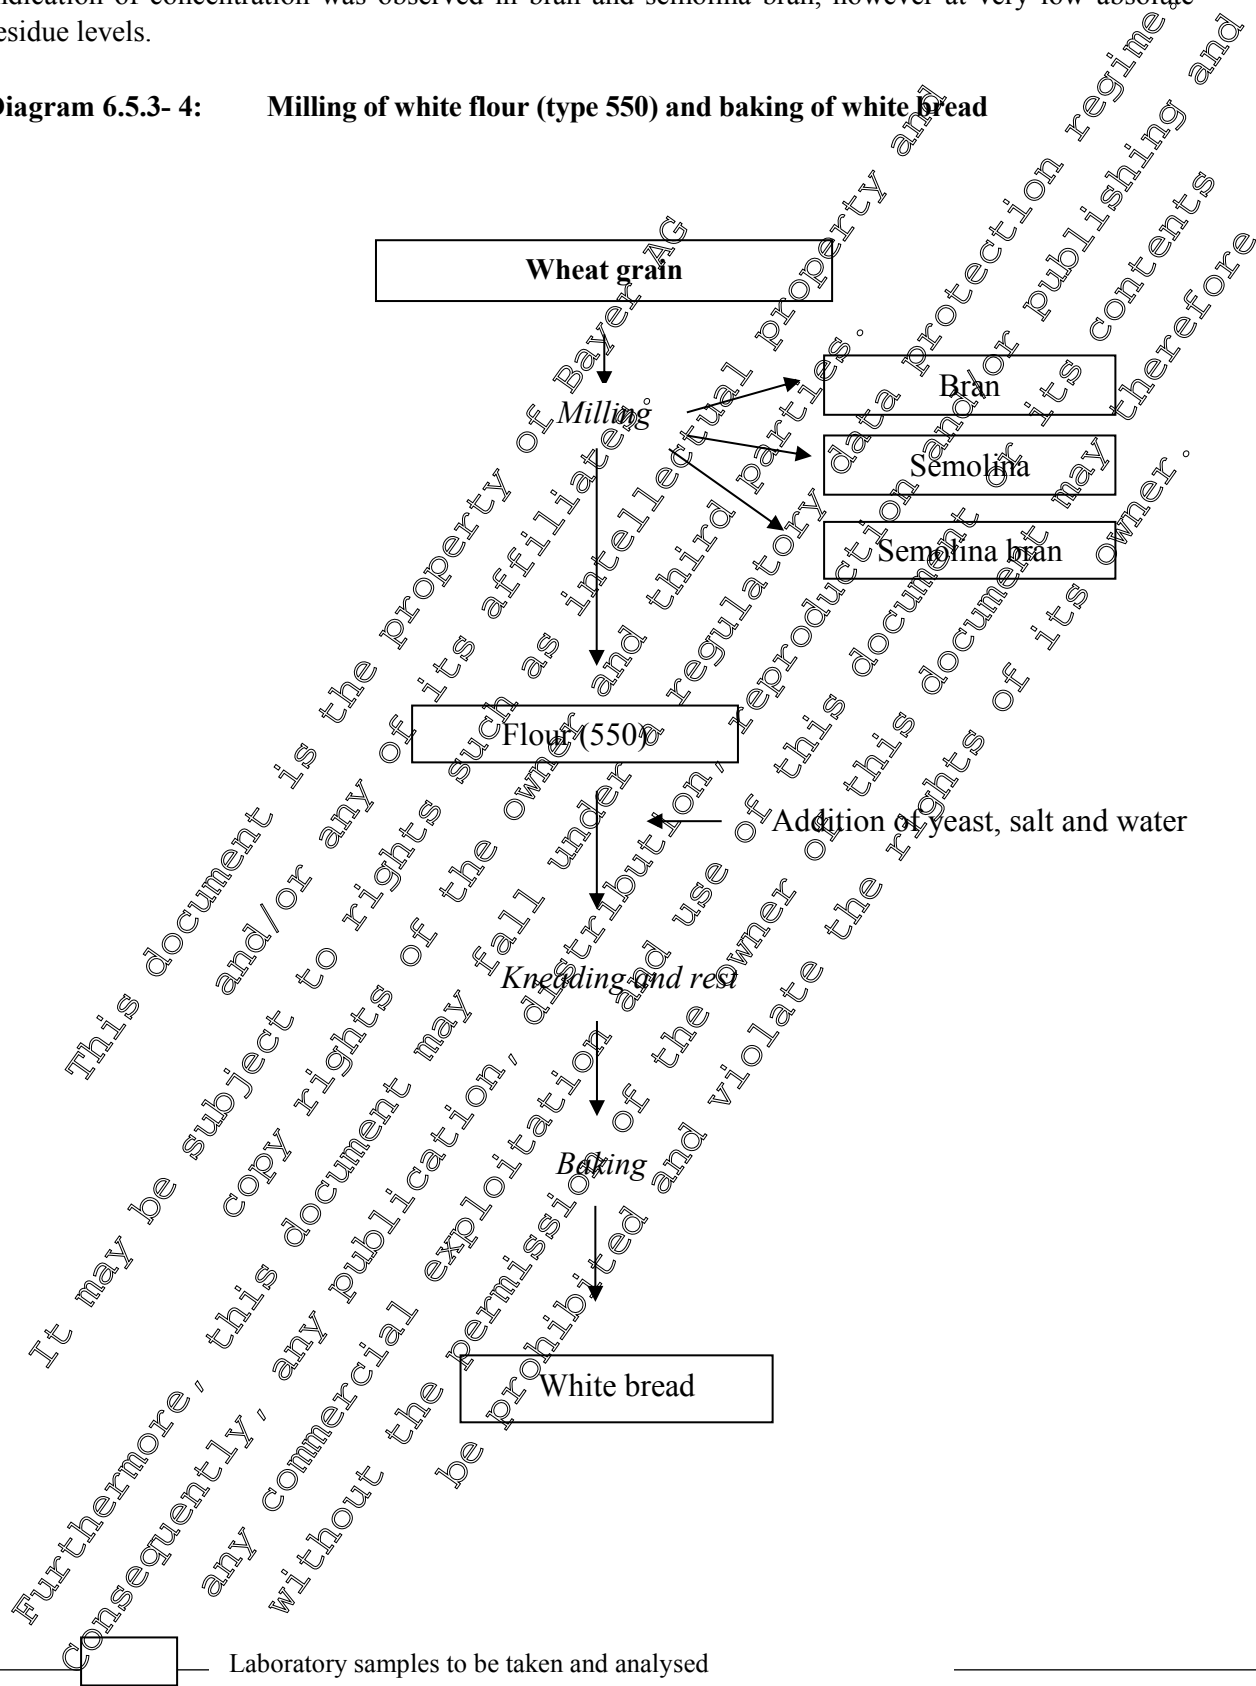 indication of concentration was observed in bran and semolina bran, however at very low absolute
residue levels.
Diagram 6.5.3- 4: Milling of white flour (type 550) and baking of white bread
Wheat grain
Milling
Bran
Semolina
Semolina bran
Flour (550)
Addition of yeast, salt and water
Kneading and rest
Baking
White bread
Laboratory samples to be taken and analysed
This document is the property of Bayer AG
and/or any of its affiliates.
It may be subject to rights such as intellectual property and
copy rights of the owner and third parties.
Furthermore, this document may fall under a regulatory data protection regime.
Consequently, any publication, distribution, reproduction and/or publishing and
any commercial exploitation and use of this document or its contents
without the permission of the owner of this document may therefore
be prohibited and violate the rights of its owner.